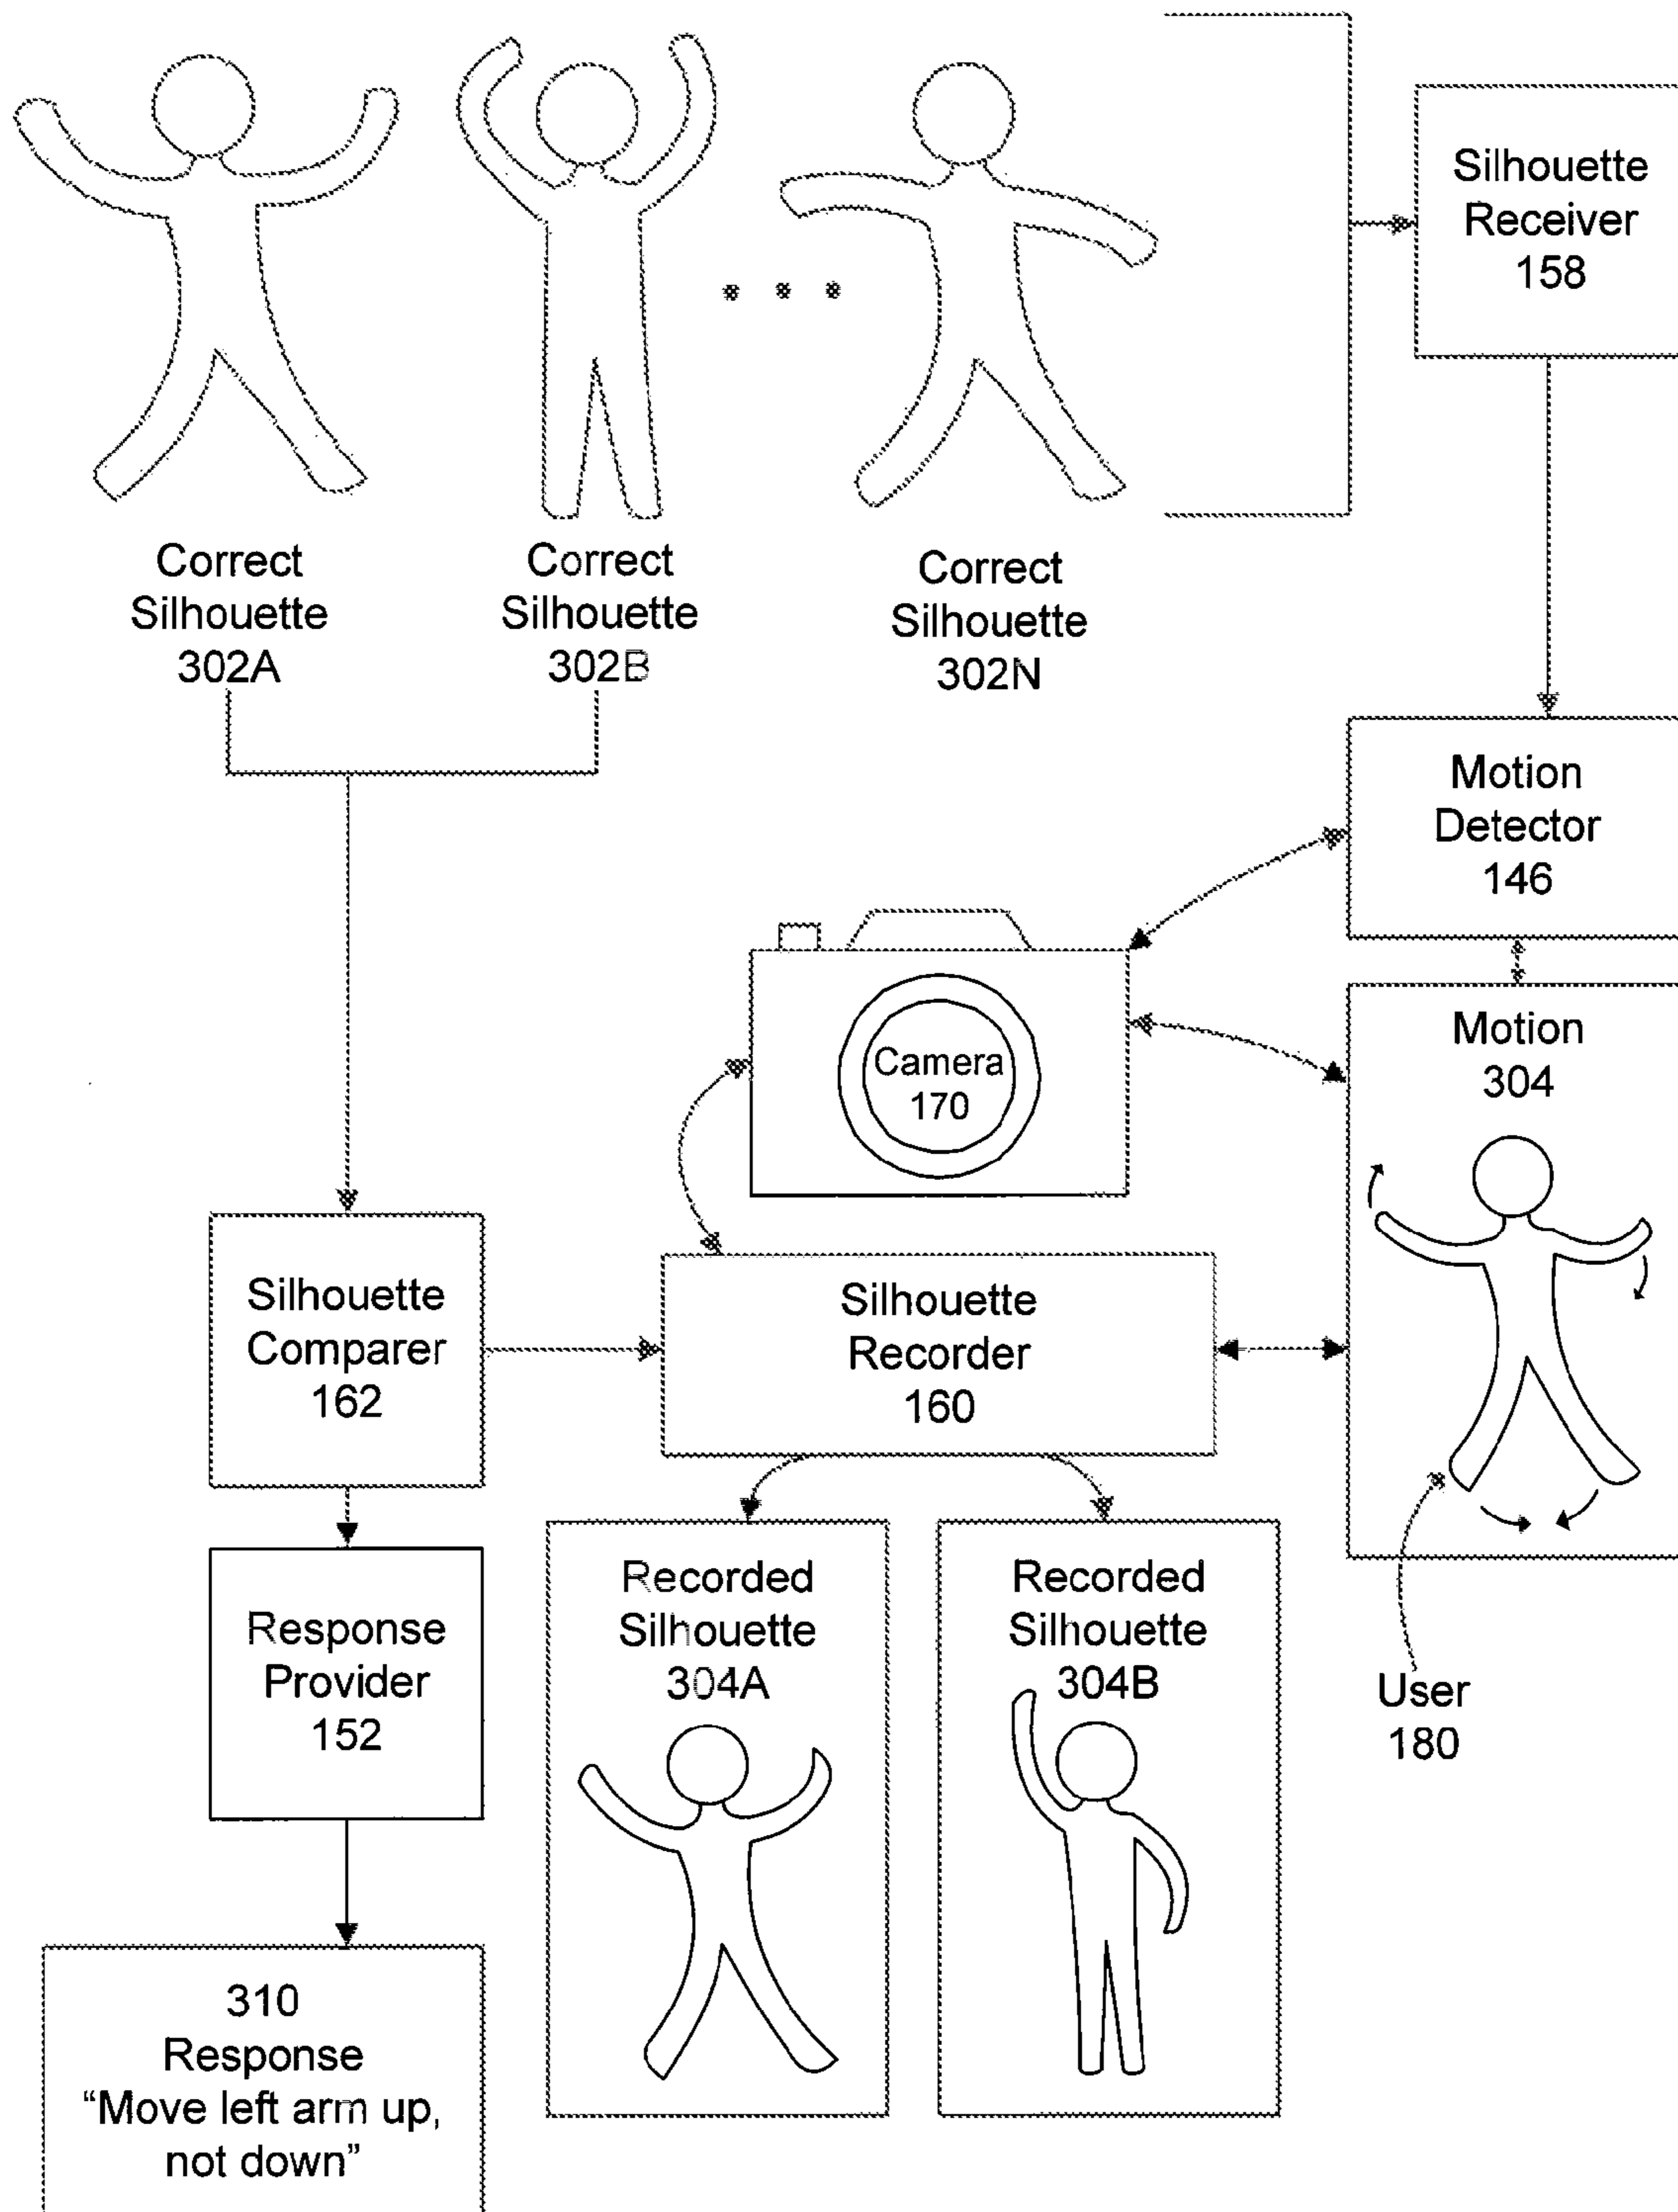 Silhouette
Receiver
158
Correct
Silhouette
302A
Correct
Silhouette
302B
Correct
Silhouette
302N
Motion
Detector
146
Camera
170
Motion
304
Silhouette
Comparer
162
Silhouette
Recorder
160
Response
Provider
152
Recorded
Silhouette
304A
Recorded
Silhouette
304B
User
180
310
Response
“Move left arm up,
not down”